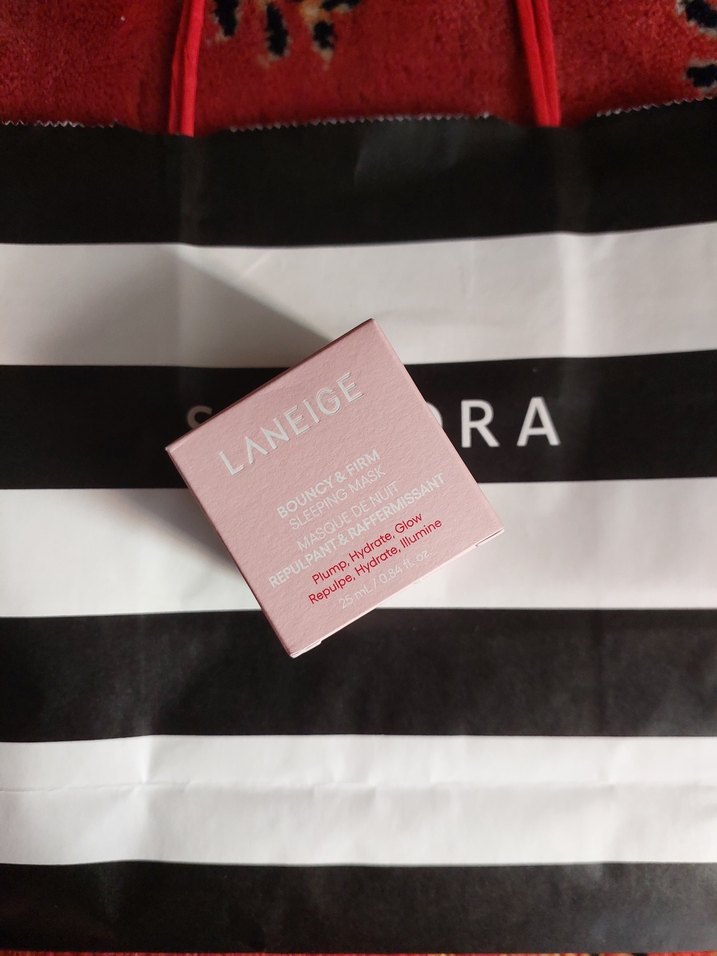 S ORA
LANEIGE
BOUNCY & FIRM
SLEEPING MASK
MASQUE DE NUIT
REPULPANT & RAFFERMISSANT
Plump, Hydrate, Glow
Repulpe, Hydrate, Illumine
25 mL / 0.84 fl. oz.